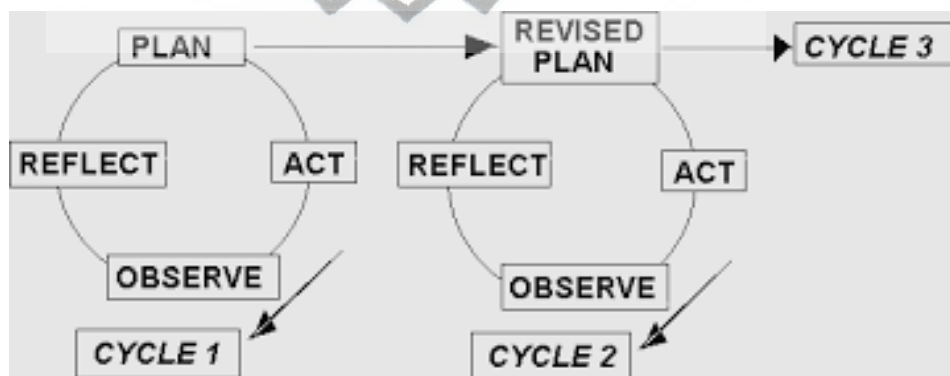 PLAN
REVISED
PLAN
CYCLE 3
REFLECT
ACT
REFLECT
ACT
OBSERVE
OBSERVE
CYCLE 1
CYCLE 2